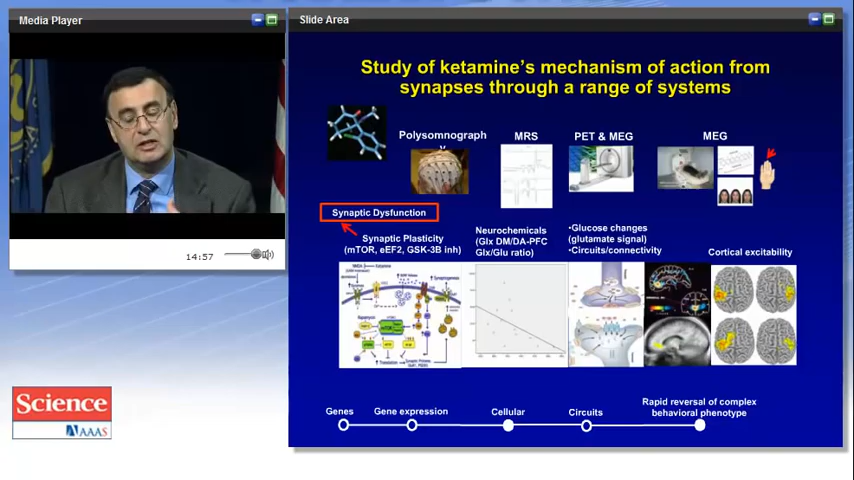 Media Player
Slide Area
Study of ketamine's mechanism of action from
synapses through a range of systems
Polysomnograph
y
MRS
PET & MEG
MEG
Synaptic Dysfunction
Synaptic Plasticity
(mTOR, eEF2, GSK-3B inh)
Neurochemicals
(Glx DM/DA-PFC
Glx/Glu ratio)
•Glucose changes
(glutamate signal)
•Circuits/connectivity
Cortical excitability
14:57
mTOR
Genes
Gene expression
Cellular
Circuits
Rapid reversal of complex
behavioral phenotype
Science
AAAS